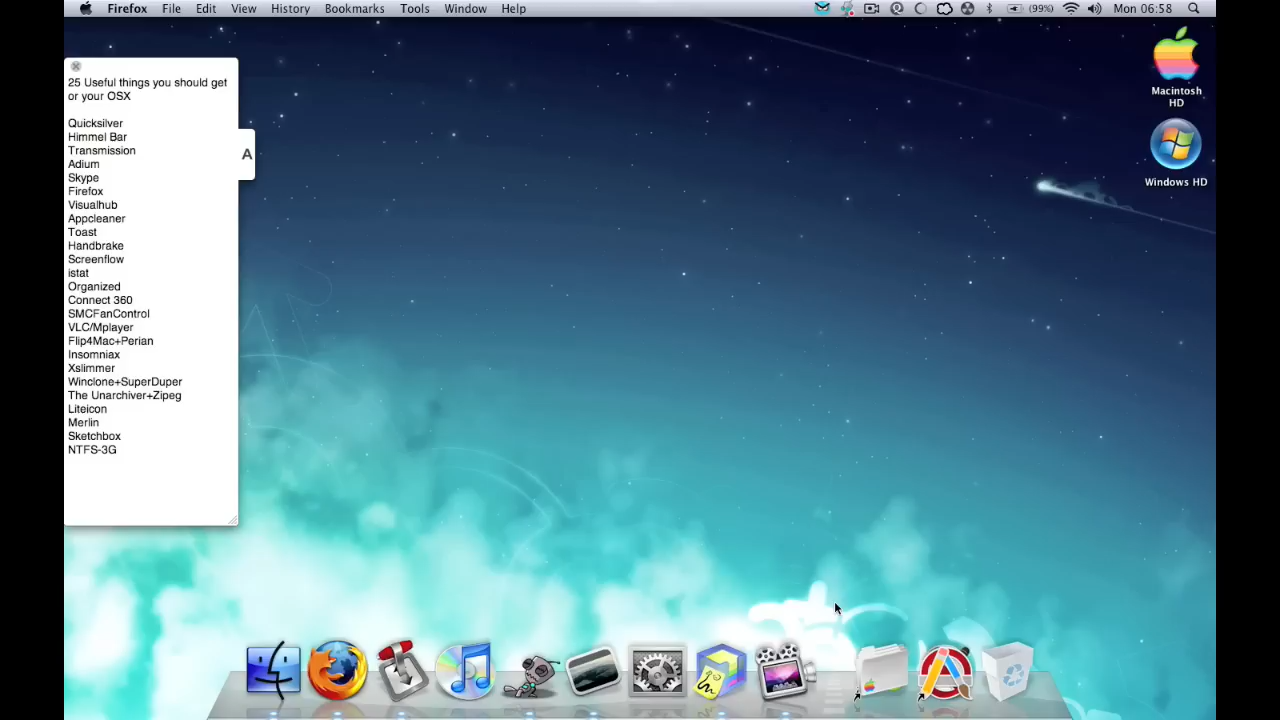 Firefox File Edit View History Bookmarks Tools Window Help (99%) Mon 06:58
25 Useful things you should get
or your OSX
Quicksilver
Himmel Bar
Transmission
Adium
Skype
Firefox
Visualhub
Appcleaner
Toast
Handbrake
Screenflow
istat
Organized
Connect 360
SMCFanControl
VLC/Mplayer
Flip4Mac+Perian
Insomniax
Xslimmer
Winclone+SuperDuper
The Unarchiver+Zipeg
Liteicon
Merlin
Sketchbox
NTFS-3G
A
Macintosh
HD
Windows HD